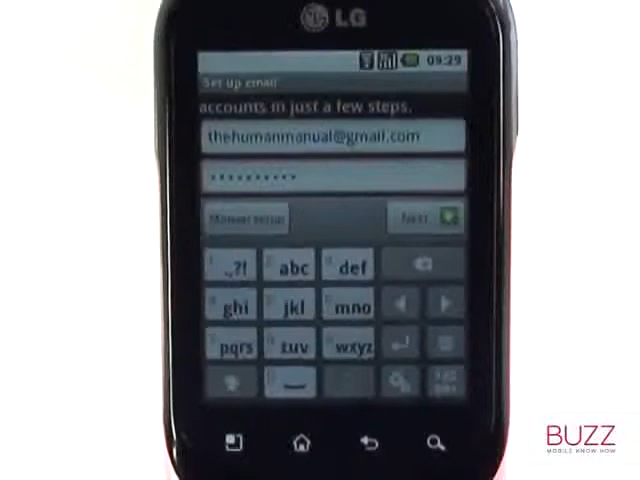 LG
09:29
Set up email
accounts in just a few steps.
thehumanmanual@gmail.com
Manual setup
Next
.,?!
abc
def
ghi
jkl
mno
pqrs
tuv
wxyz
BUZZ
MOBILE KNOW HOW